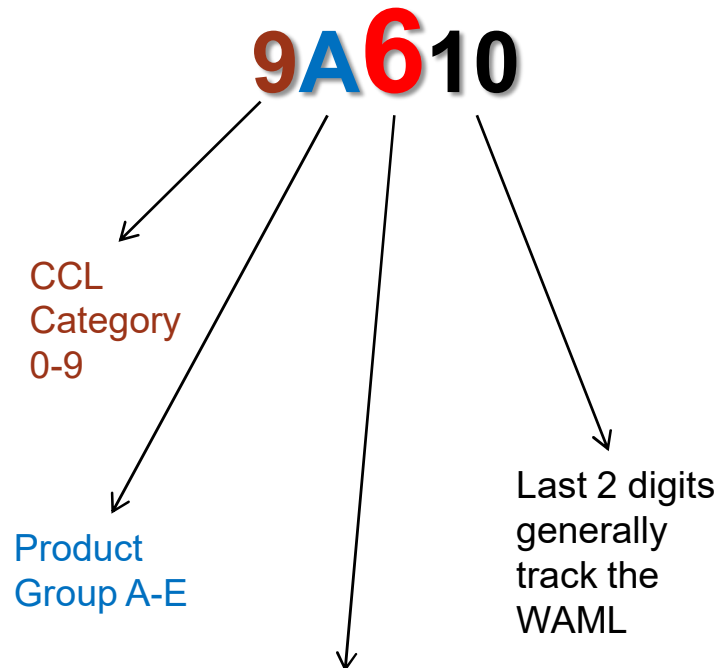 9A610
CCL
Category
0-9
Product
Group A-E
Last 2 digits
generally
track the
WAML